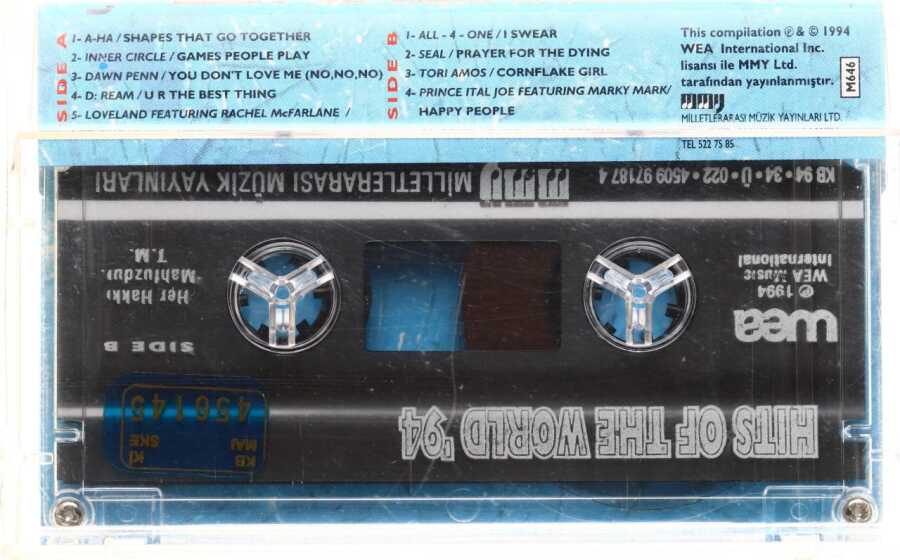 SIDE A
1- A-HA / SHAPES THAT GO TOGETHER
2- INNER CIRCLE / GAMES PEOPLE PLAY
3- DAWN PENN / YOU DON'T LOVE ME (NO,NO,NO)
4- D: REAM / U R THE BEST THING
5- LOVELAND FEATURING RACHEL McFARLANE /
SIDE B
1- ALL - 4 - ONE / I SWEAR
2- SEAL / PRAYER FOR THE DYING
3- TORI AMOS / CORNFLAKE GIRL
4- PRINCE ITAL JOE FEATURING MARKY MARK/
HAPPY PEOPLE
This compilation ℗ & © 1994
WEA International Inc.
lisansı ile MMY Ltd.
tarafından yayınlanmıştır.
M646
mmy
MİLLETLERARASI MÜZİK YAYINLARI LTD.
TEL 522 75 85
HITS OF THE WORLD '94
KB
MAI
Kİ
SKE
456145
wea
SIDE B
℗ 1994
WEA Music
International
Her Hakkı
Mahfuzdur.
T.M.
KB 94 • 34 • Ü • 022 • 4509 97187 4
mmy MİLLETLERARASI MÜZİK YAYINLARI